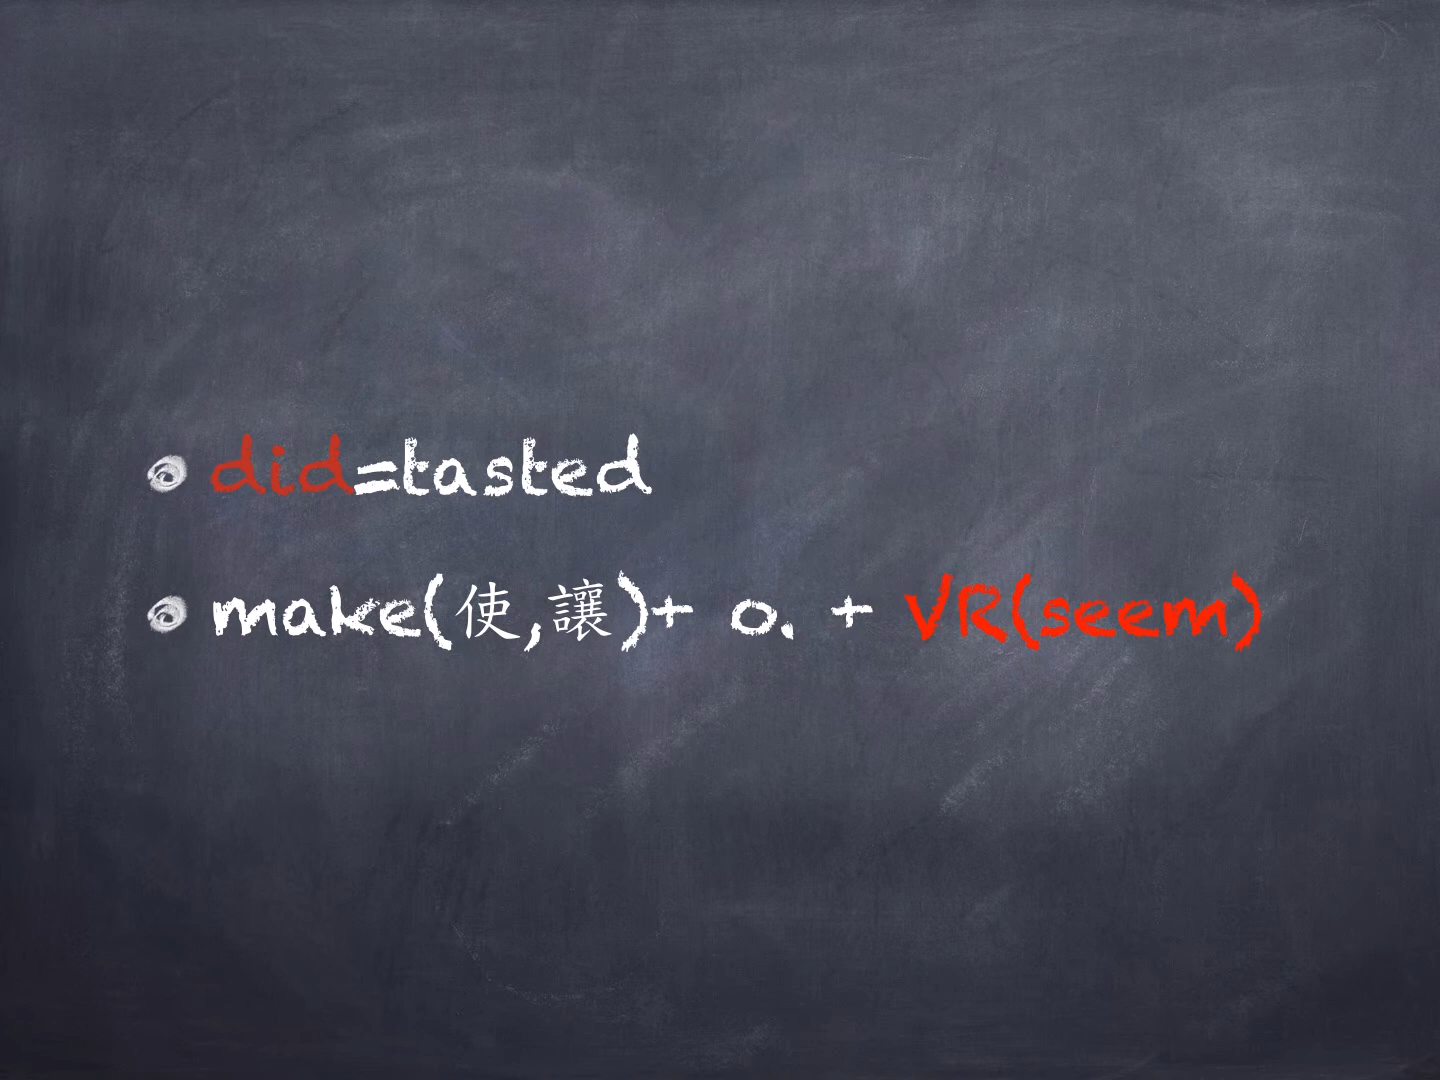 did=tasted
make(使,讓)+ o. + VR(seem)